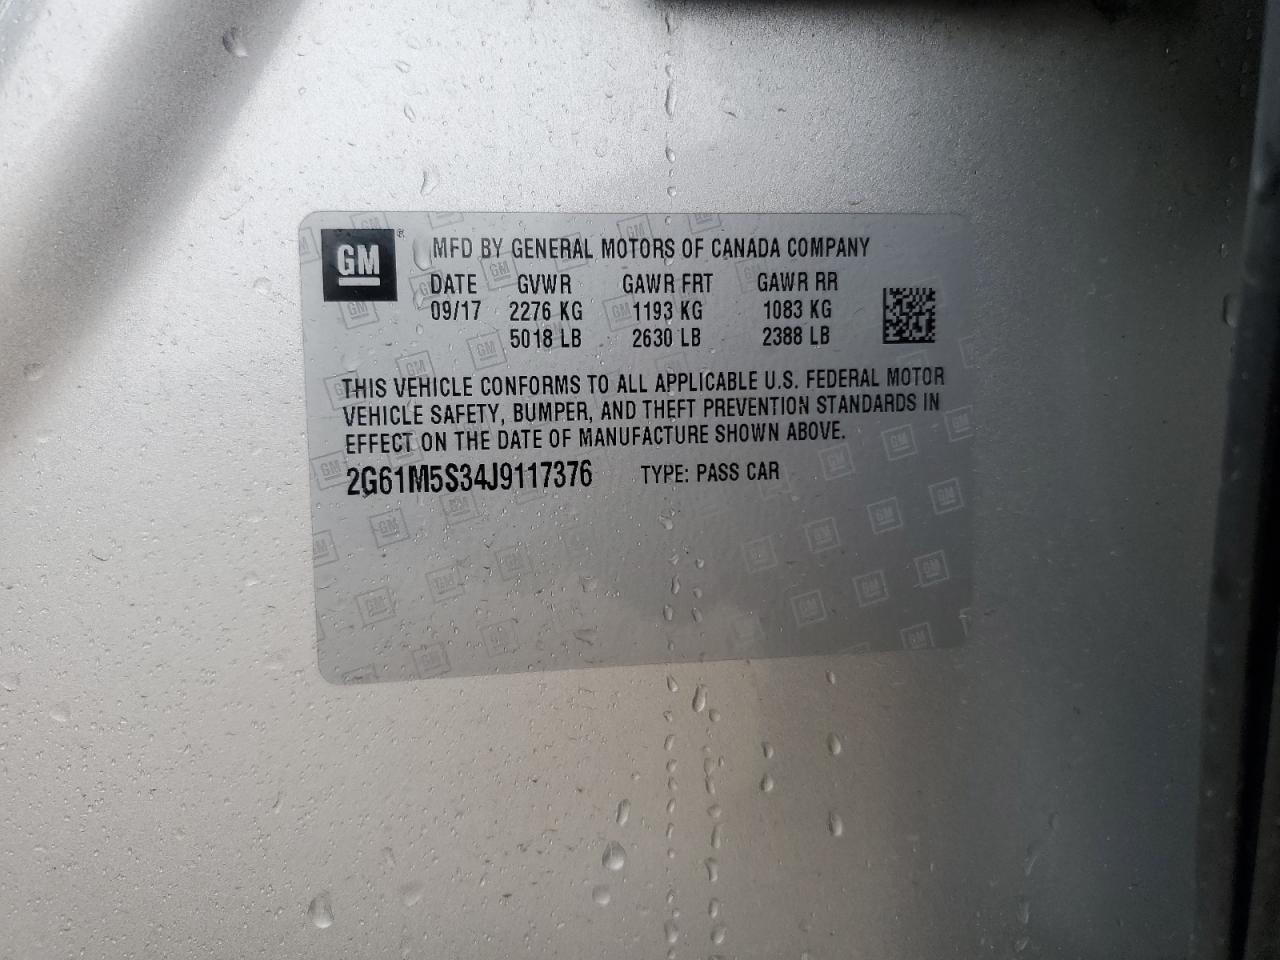 GM ® MFD BY GENERAL MOTORS OF CANADA COMPANY
DATE GVWR GAWR FRT GAWR RR
09/17 2276 KG 1193 KG 1083 KG
5018 LB 2630 LB 2388 LB
THIS VEHICLE CONFORMS TO ALL APPLICABLE U.S. FEDERAL MOTOR
VEHICLE SAFETY, BUMPER, AND THEFT PREVENTION STANDARDS IN
EFFECT ON THE DATE OF MANUFACTURE SHOWN ABOVE.
2G61M5S34J9117376 TYPE: PASS CAR